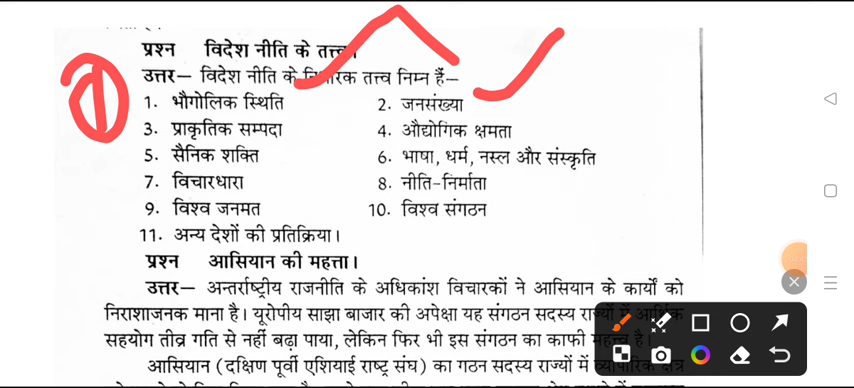 प्रश्न विदेश नीति के तत्त्व।
उत्तर— विदेश नीति के तत्त्व निम्न हैं—
1. भौगोलिक स्थिति 2. जनसंख्या
3. प्राकृतिक सम्पदा 4. औद्योगिक क्षमता
5. सैनिक शक्ति 6. भाषा, धर्म, नस्ल और संस्कृति
7. विचारधारा 8. नीति-निर्माता
9. विश्व जनमत 10. विश्व संगठन
11. अन्य देशों की प्रतिक्रिया।
प्रश्न आसियान की महत्ता।
उत्तर— अन्तर्राष्ट्रीय राजनीति के अधिकांश विचारकों ने आसियान के कार्यों को
निराशाजनक माना है। यूरोपीय साझा बाजार की अपेक्षा यह संगठन सदस्य राज्यों में आर्थिक
सहयोग तीव्र गति से नहीं बढ़ा पाया, लेकिन फिर भी इस संगठन का काफी महत्त्व है।
आसियान (दक्षिण पूर्वी एशियाई राष्ट्र संघ) का गठन सदस्य राज्यों में व्यापारिक क्षेत्र